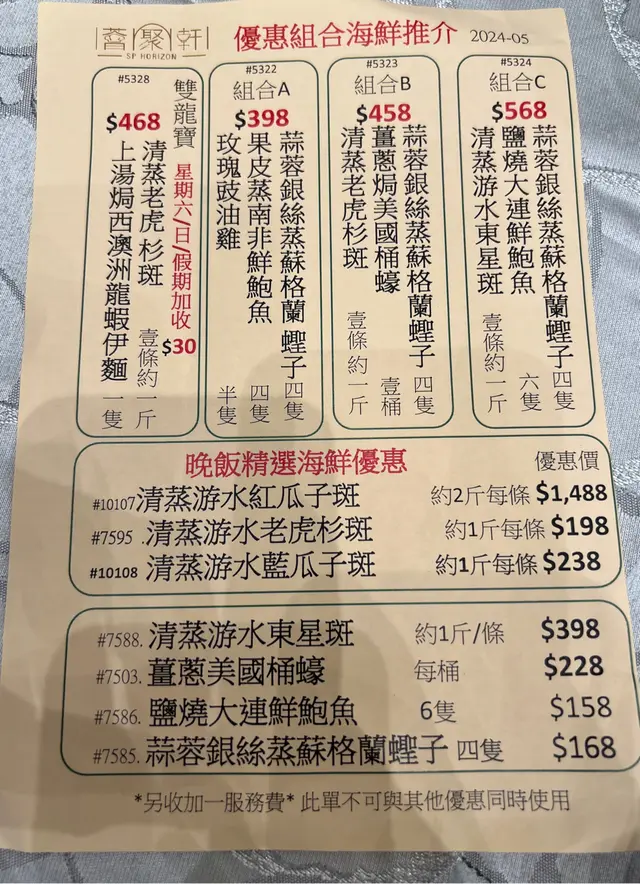 薈聚軒
SP HORIZON
優惠組合海鮮推介 2024-05
#5328
雙龍寶
$468
星期六/日/假期加收
$30
清蒸老虎杉斑 壹條約一斤
上湯焗西澳洲龍蝦伊麵 一隻
#5322
組合A
$398
蒜蓉銀絲蒸蘇格蘭蟶子 四隻
果皮蒸南非鮮鮑魚 四隻
玫瑰豉油雞 半隻
#5323
組合B
$458
蒜蓉銀絲蒸蘇格蘭蟶子 四隻
薑蔥焗美國桶蠔 壹桶
清蒸老虎杉斑 壹條約一斤
#5324
組合C
$568
蒜蓉銀絲蒸蘇格蘭蟶子 四隻
鹽燒大連鮮鮑魚 六隻
清蒸游水東星斑 壹條約一斤
晚飯精選海鮮優惠 優惠價
#10107清蒸游水紅瓜子斑 約2斤每條 $1,488
#7595 .清蒸游水老虎杉斑 約1斤每條 $198
#10108 清蒸游水藍瓜子斑 約1斤每條 $238
#7588. 清蒸游水東星斑 約1斤/條 $398
#7503. 薑蔥美國桶蠔 每桶 $228
#7586. 鹽燒大連鮮鮑魚 6隻 $158
#7585. 蒜蓉銀絲蒸蘇格蘭蟶子 四隻 $168
*另收加一服務費* 此單不可與其他優惠同時使用